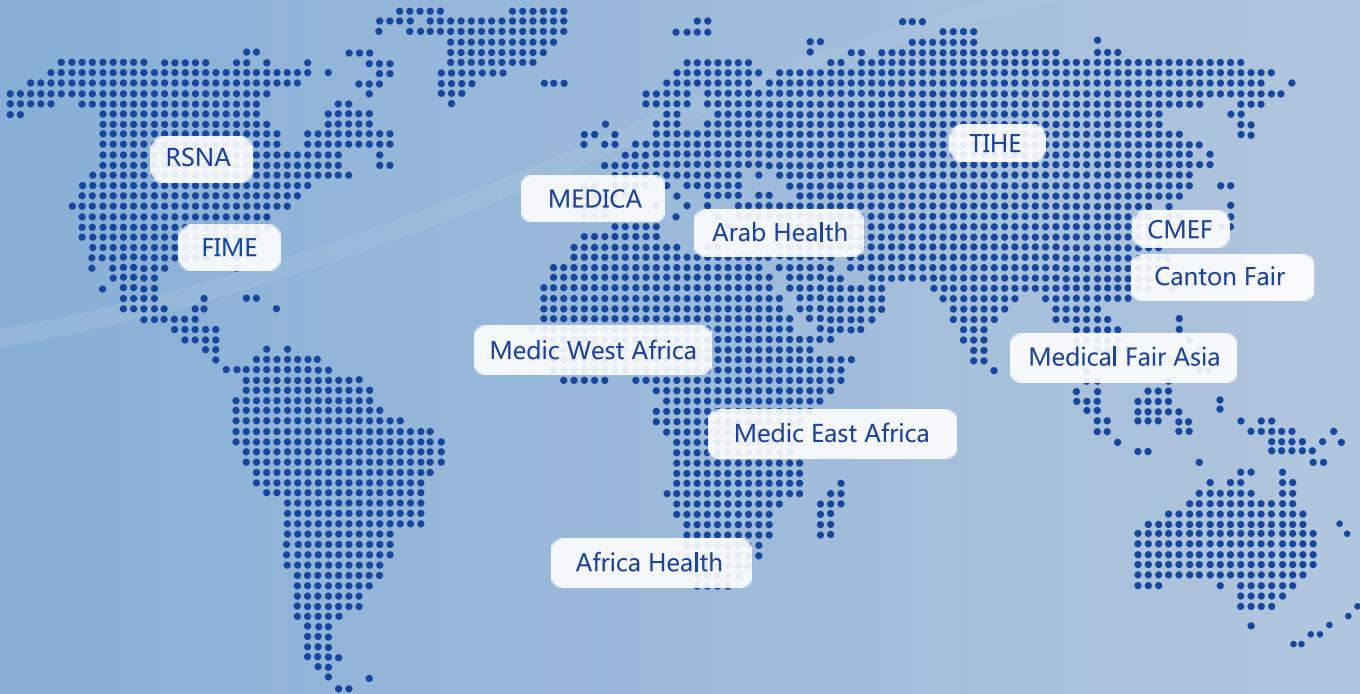 RSNA
TIHE
MEDICA
FIME
Arab Health
CMEF
Canton Fair
Medic West Africa
Medical Fair Asia
Medic East Africa
Africa Health